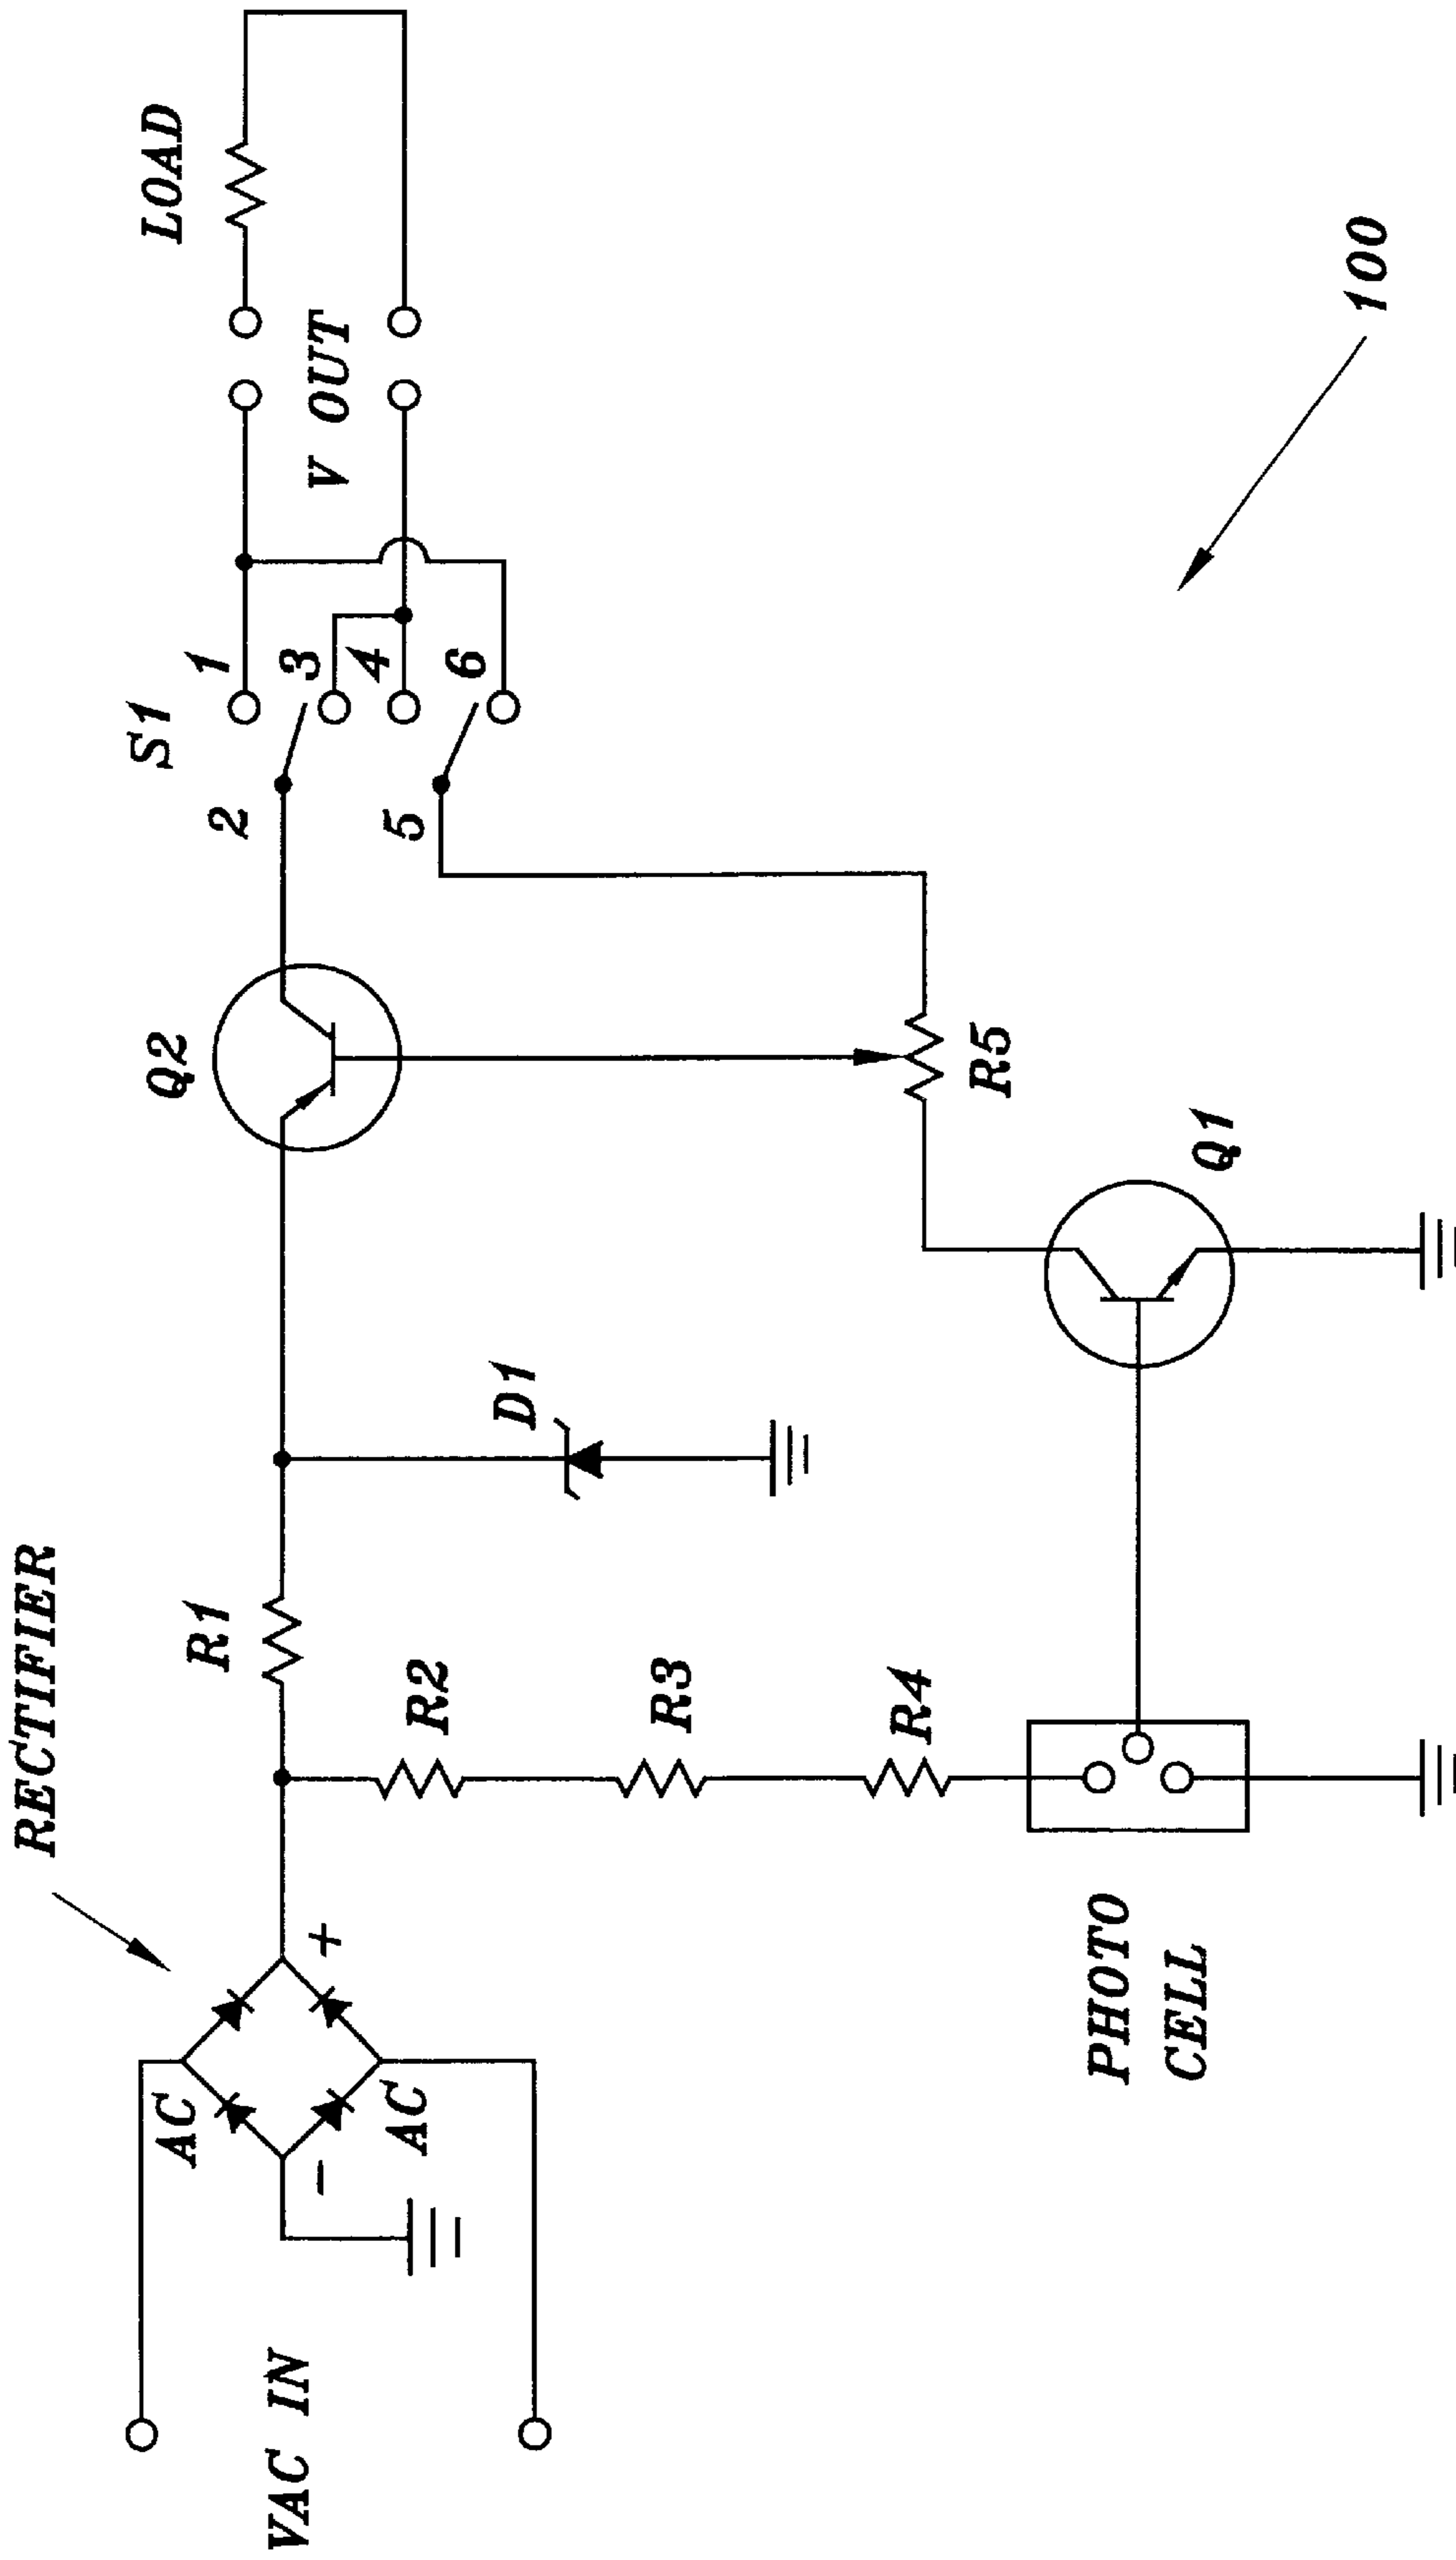 RECTIFIER
VAC IN
AC
AC
+
-
R1
R2
R3
R4
PHOTO
CELL
D1
Q2
Q1
R5
S1
1
2
3
4
5
6
V OUT
LOAD
100